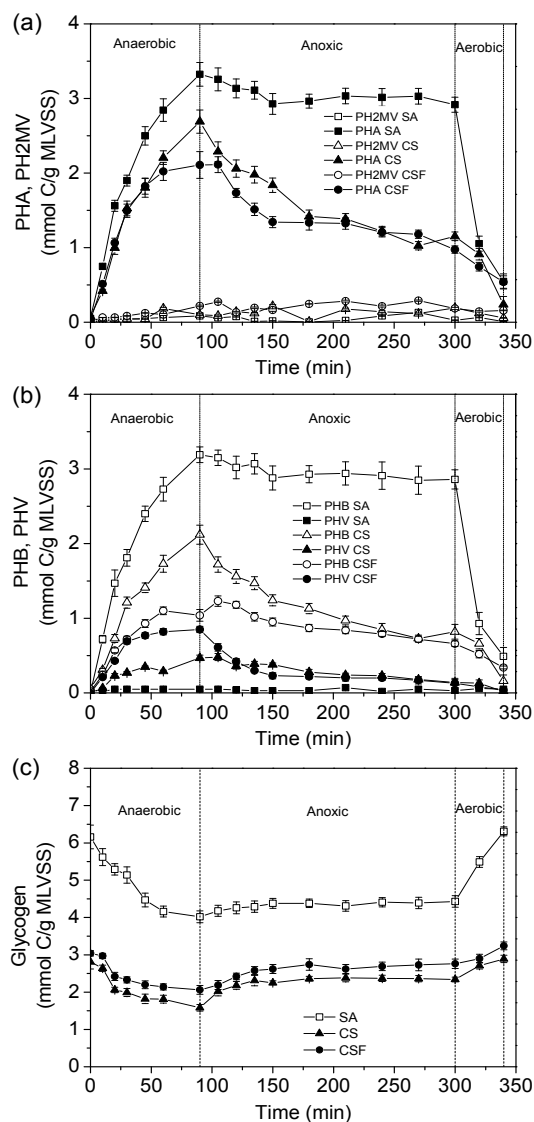 (a)
Anaerobic Anoxic Aerobic
4
3
2
1
0
PHA, PH2MV
(mmol C/g MLVSS)
PH2MV SA
PHA SA
PH2MV CS
PHA CS
PH2MV CSF
PHA CSF
0 50 100 150 200 250 300 350
Time (min)
(b)
Anaerobic Anoxic Aerobic
4
3
2
1
0
PHB, PHV
(mmol C/g MLVSS)
PHB SA
PHV SA
PHB CS
PHV CS
PHB CSF
PHV CSF
0 50 100 150 200 250 300 350
Time (min)
(c)
Anaerobic Anoxic Aerobic
8
7
6
5
4
3
2
1
0
Glycogen
(mmol C/g MLVSS)
SA
CS
CSF
0 50 100 150 200 250 300 350
Time (min)